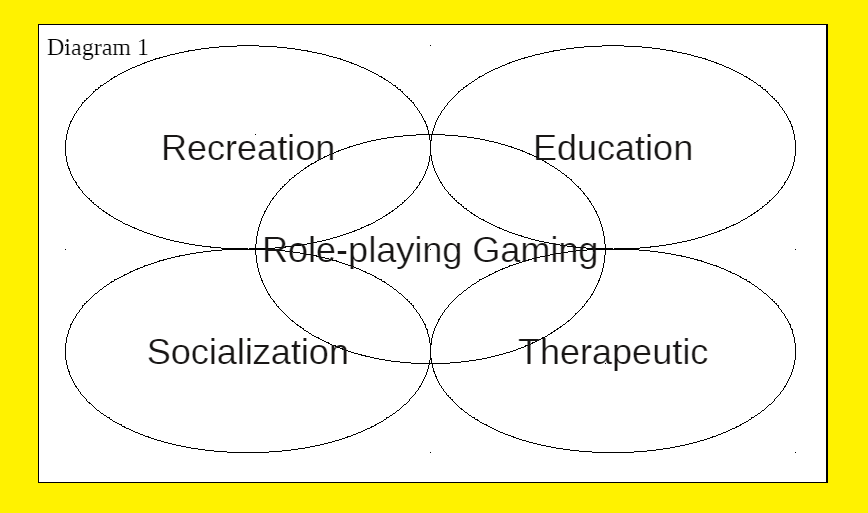 Diagram 1
Recreation
Education
Role-playing Gaming
Socialization
Therapeutic